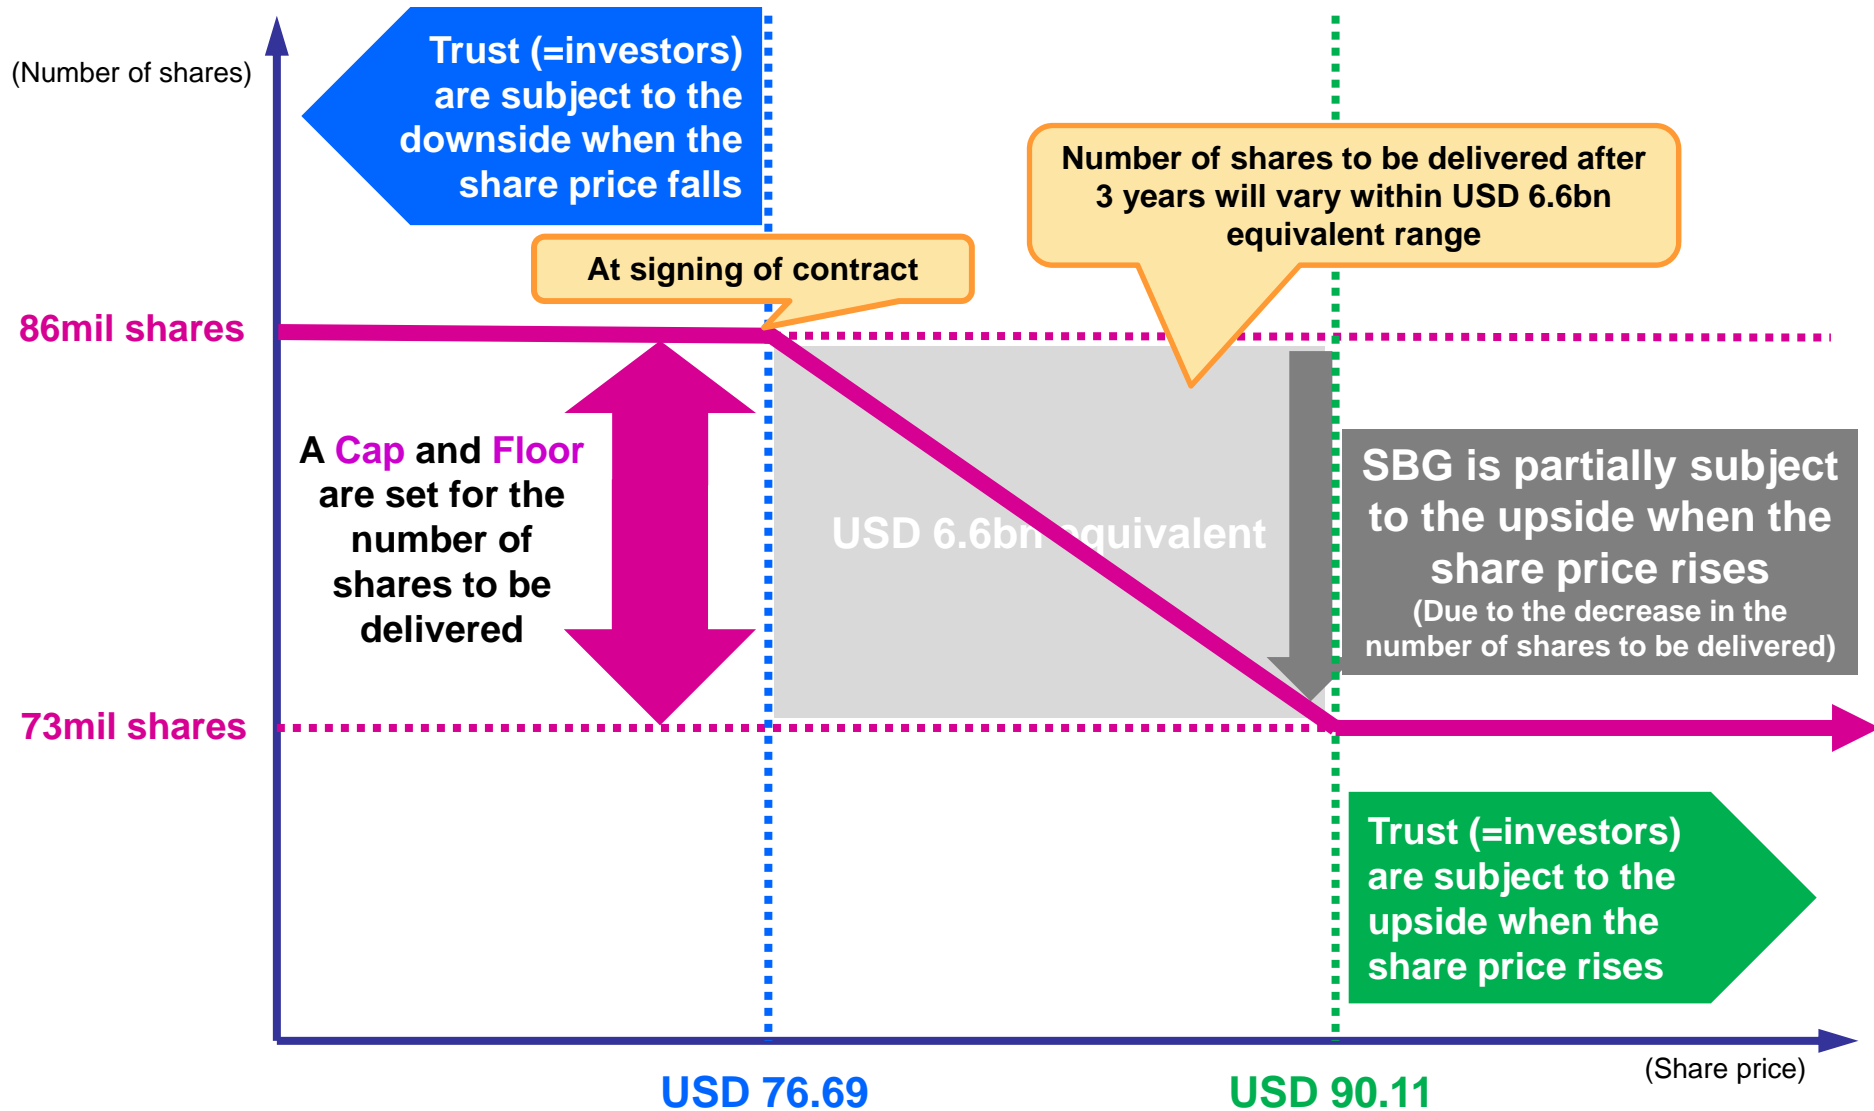 (Number of shares)
Trust (=investors)
are subject to the
downside when the
share price falls
Number of shares to be delivered after
3 years will vary within USD 6.6bn
equivalent range
At signing of contract
86mil shares
A Cap and Floor
are set for the
number of
shares to be
delivered
USD 6.6bn equivalent
SBG is partially subject
to the upside when the
share price rises
(Due to the decrease in the
number of shares to be delivered)
73mil shares
Trust (=investors)
are subject to the
upside when the
share price rises
(Share price)
USD 76.69
USD 90.11